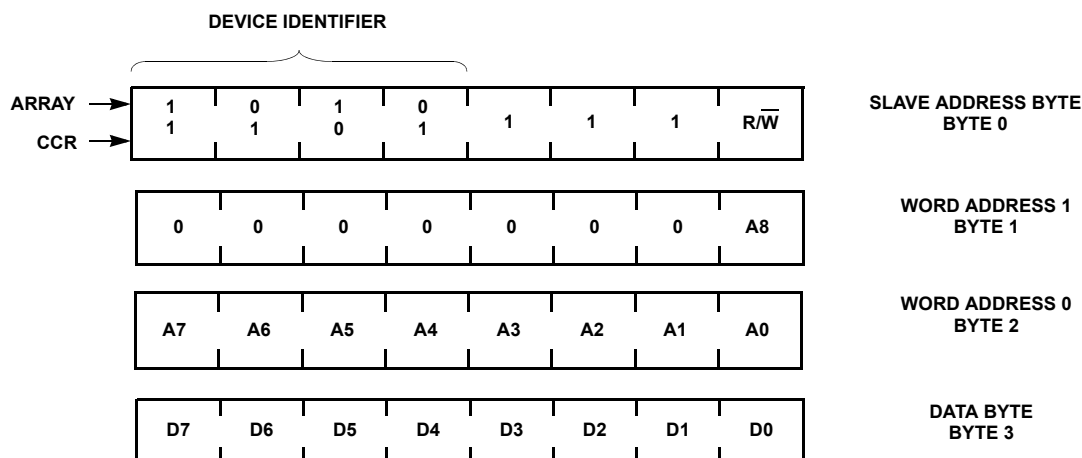 DEVICE IDENTIFIER
ARRAY 1 0 1 0
CCR 1 1 0 1 1 1 1 R/W̅
SLAVE ADDRESS BYTE
BYTE 0
0 0 0 0 0 0 0 A8
WORD ADDRESS 1
BYTE 1
A7 A6 A5 A4 A3 A2 A1 A0
WORD ADDRESS 0
BYTE 2
D7 D6 D5 D4 D3 D2 D1 D0
DATA BYTE
BYTE 3